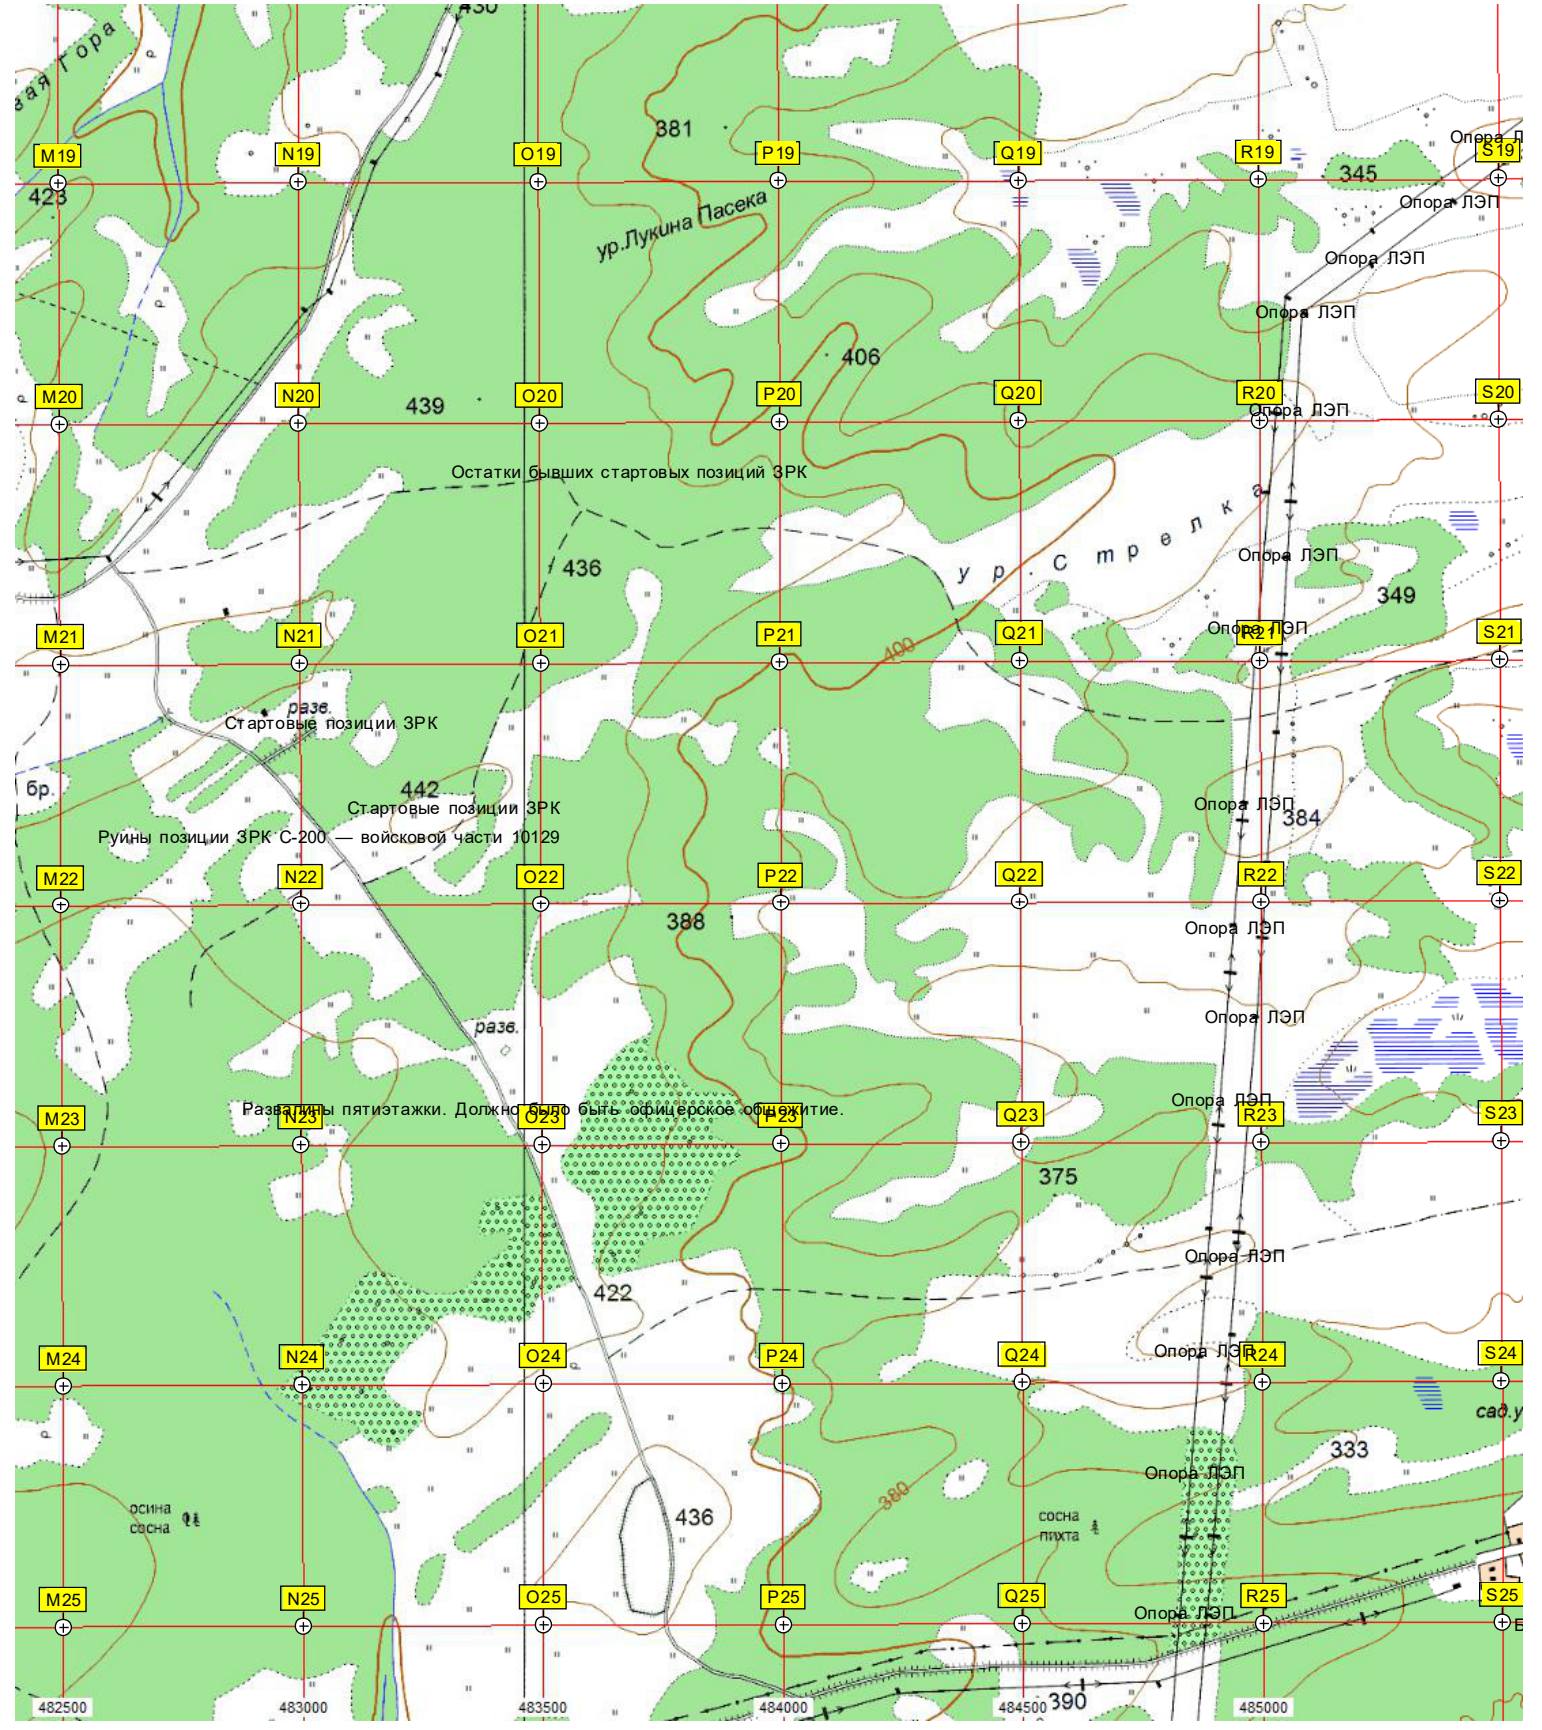 430
вая Гора
381
Опора Л
M19
N19
O19
P19
Q19
R19
S19
345
423
ур.Лукина Пасека
Опора ЛЭП
Опора ЛЭП
Опора ЛЭП
406
M20
N20
439
O20
P20
Q20
R20
S20
Опора ЛЭП
Остатки бывших стартовых позиций ЗРК
ур. Стрелка
Опора ЛЭП
436
349
M21
N21
O21
P21
Q21
Опора ЛЭП
R21
S21
400
разв.
Стартовые позиции ЗРК
бр.
442
Стартовые позиции ЗРК
Опора ЛЭП
384
Руины позиции ЗРК С-200 — войсковой части 10129
M22
N22
O22
P22
Q22
R22
S22
388
Опора ЛЭП
Опора ЛЭП
разв.
Опора ЛЭП
Развалины пятиэтажки. Должно было быть офицерское общежитие.
M23
N23
O23
P23
Q23
R23
S23
375
Опора ЛЭП
422
M24
N24
O24
P24
Q24
Опора ЛЭП
R24
S24
сад.у
333
Опора ЛЭП
380
осина
сосна
436
сосна
пихта
M25
N25
O25
P25
Q25
R25
S25
Опора ЛЭП
Б
390
482500
483000
483500
484000
484500
485000